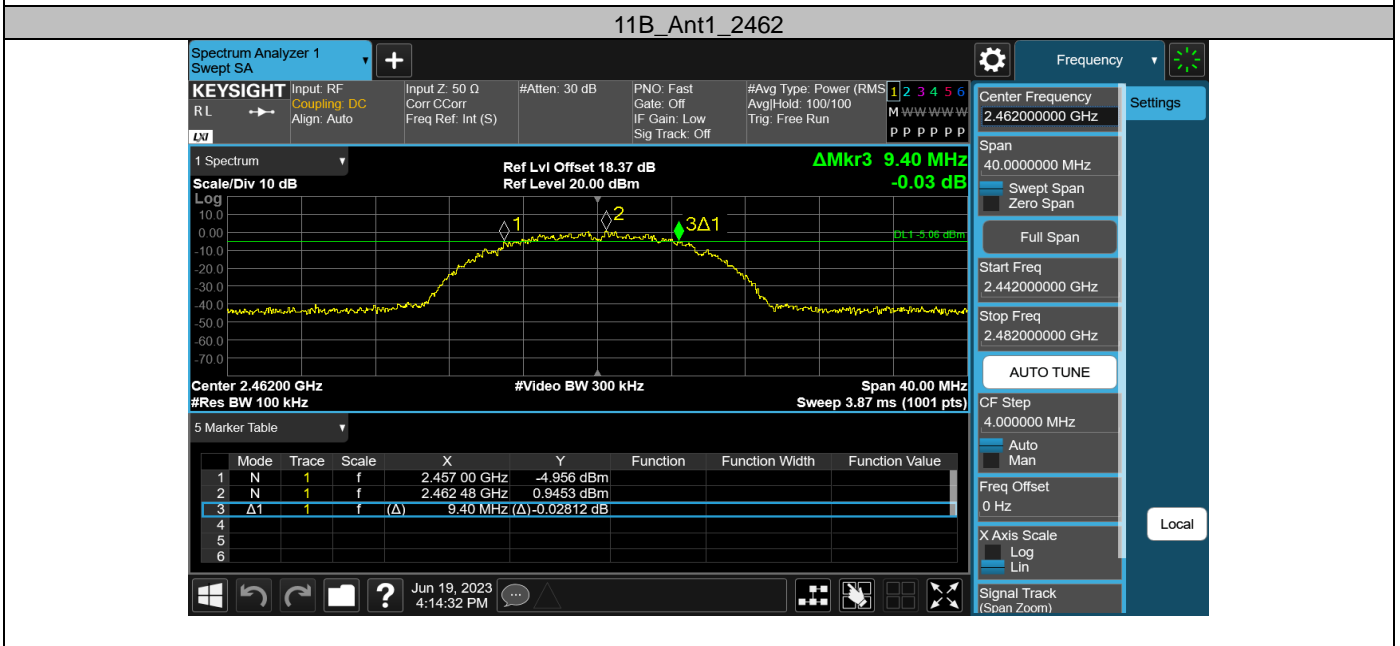 11B_Ant1_2462
Spectrum Analyzer 1
Swept SA
+
Frequency
KEYSIGHT
RL
LXI
Input: RF
Coupling: DC
Align: Auto
Input Z: 50 Ω
Corr CCorr
Freq Ref: Int (S)
#Atten: 30 dB
PNO: Fast
Gate: Off
IF Gain: Low
Sig Track: Off
#Avg Type: Power (RMS
Avg|Hold: 100/100
Trig: Free Run
1 2 3 4 5 6
M W W W W W
P P P P P P
1 Spectrum
Scale/Div 10 dB
Ref Lvl Offset 18.37 dB
Ref Level 20.00 dBm
ΔMkr3 9.40 MHz
-0.03 dB
Log
10.0
0.00
-10.0
-20.0
-30.0
-40.0
-50.0
-60.0
-70.0
1
2
3Δ1
DL1 -5.06 dBm
Center 2.46200 GHz
#Video BW 300 kHz
Span 40.00 MHz
#Res BW 100 kHz
Sweep 3.87 ms (1001 pts)
5 Marker Table
Mode Trace Scale X Y Function Function Width Function Value
1 N 1 f 2.457 00 GHz -4.956 dBm
2 N 1 f 2.462 48 GHz 0.9453 dBm
3 Δ1 1 f (Δ) 9.40 MHz (Δ) -0.02812 dB
4
5
6
?
Jun 19, 2023
4:14:32 PM
Center Frequency
2.462000000 GHz
Settings
Span
40.0000000 MHz
Swept Span
Zero Span
Full Span
Start Freq
2.442000000 GHz
Stop Freq
2.482000000 GHz
AUTO TUNE
CF Step
4.000000 MHz
Auto
Man
Freq Offset
0 Hz
Local
X Axis Scale
Log
Lin
Signal Track
(Span Zoom)